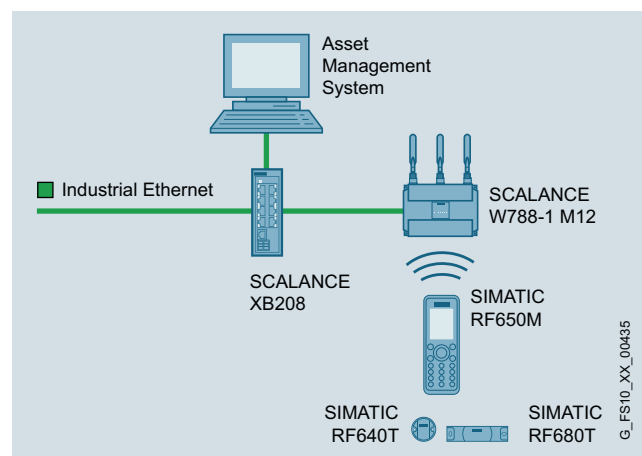 Asset
Management
System
Industrial Ethernet
SCALANCE
W788-1 M12
SCALANCE
XB208
SIMATIC
RF650M
SIMATIC
RF640T
SIMATIC
RF680T
G_FS10_XX_00435